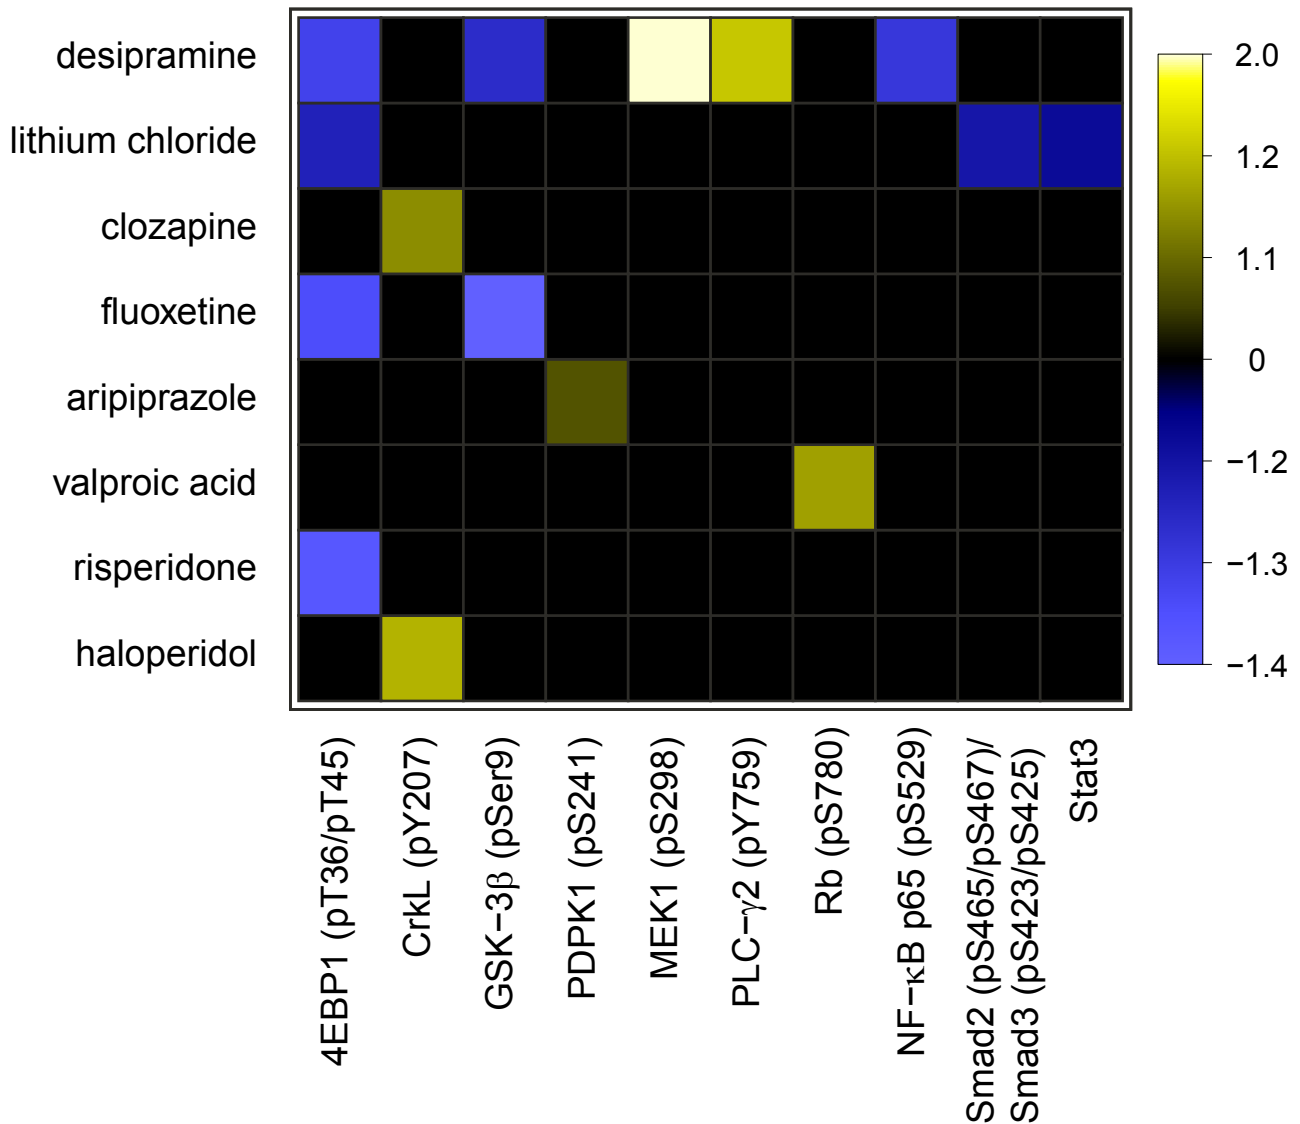 desipramine
lithium chloride
clozapine
fluoxetine
aripiprazole
valproic acid
risperidone
haloperidol
2.0
1.2
1.1
0
−1.2
−1.3
−1.4
4EBP1 (pT36/pT45)
CrkL (pY207)
GSK−3β (pSer9)
PDPK1 (pS241)
MEK1 (pS298)
PLC−γ2 (pY759)
Rb (pS780)
NF−κB p65 (pS529)
Smad2 (pS465/pS467)/
Smad3 (pS423/pS425)
Stat3